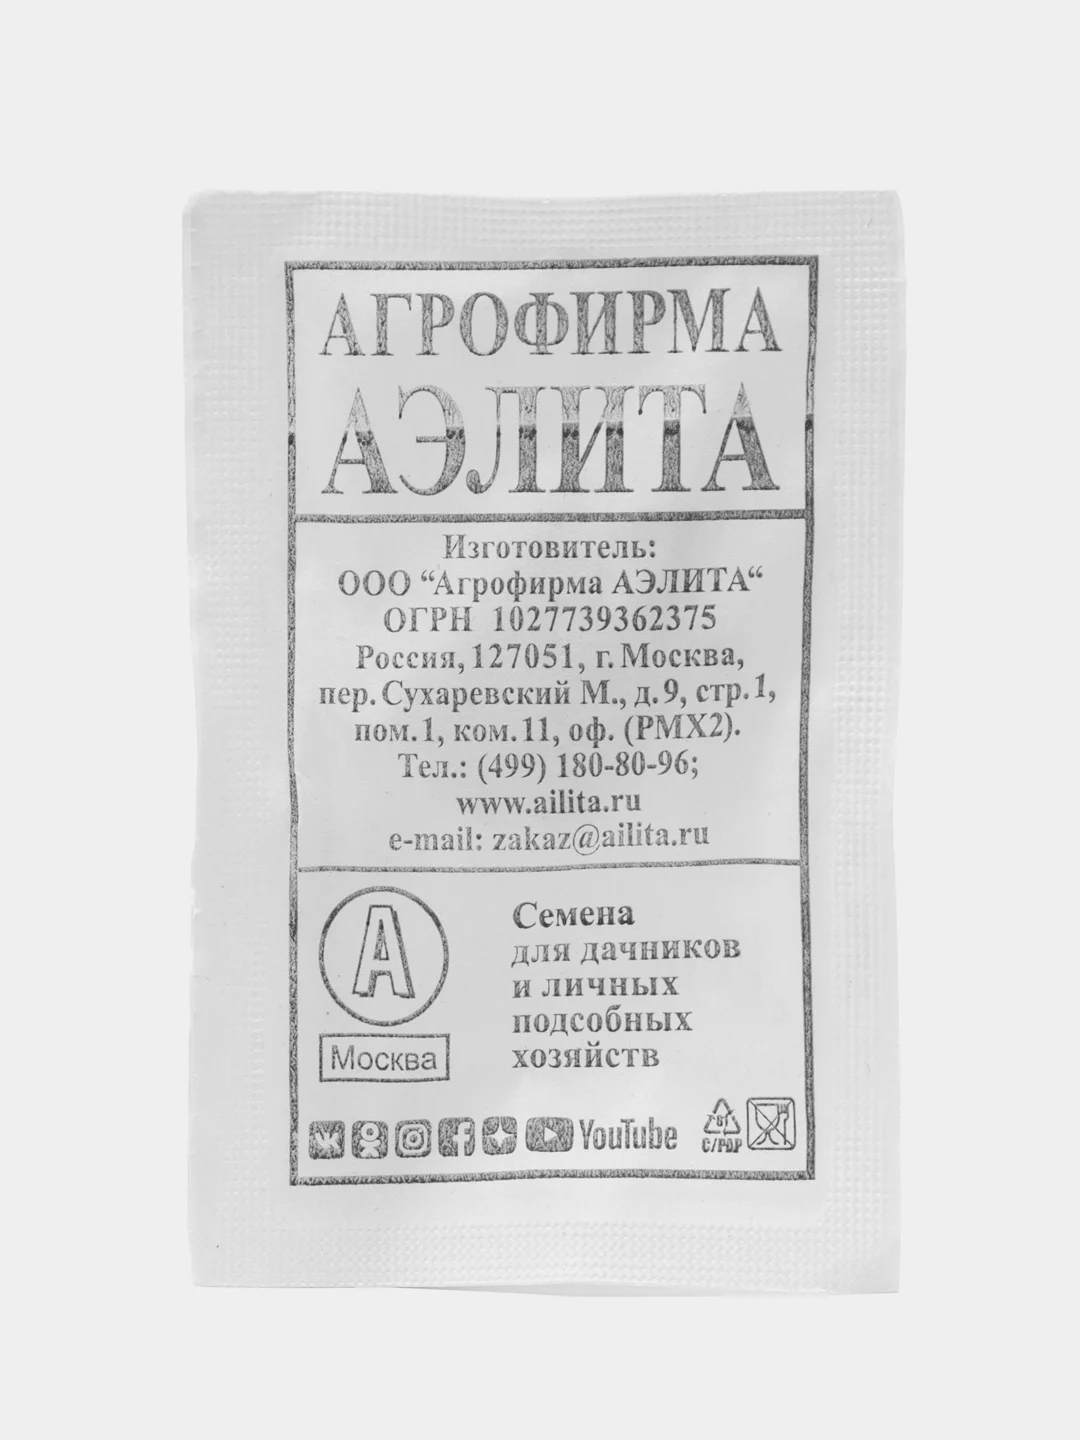 АГРОФИРМА
АЭЛИТА
Изготовитель:
ООО “Агрофирма АЭЛИТА“
ОГРН 1027739362375
Россия, 127051, г. Москва,
пер. Сухаревский М., д. 9, стр. 1,
пом. 1, ком. 11, оф. (РМХ2).
Тел.: (499) 180-80-96;
www.ailita.ru
e-mail: zakaz@ailita.ru
А
Москва
Семена
для дачников
и личных
подсобных
хозяйств
YouTube
C/PAP